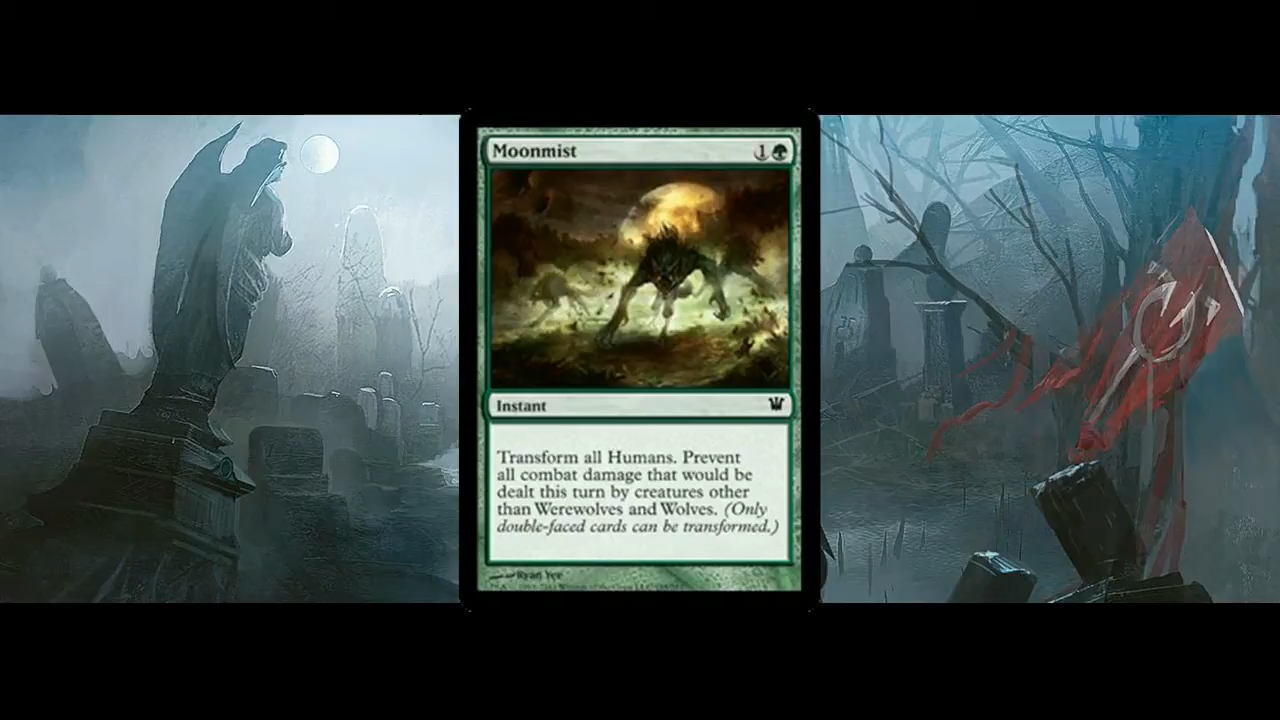 Moonmist 1
Instant
Transform all Humans. Prevent
all combat damage that would be
dealt this turn by creatures other
than Werewolves and Wolves. (Only
double-faced cards can be transformed.)
Ryan Yee